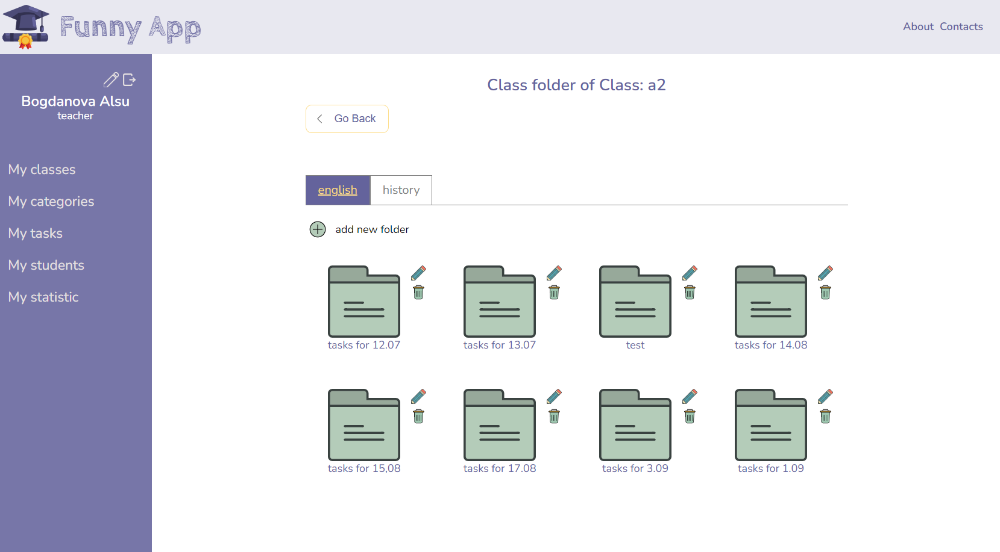 Funny App
About Contacts
Bogdanova Alsu
teacher
My classes
My categories
My tasks
My students
My statistic
Class folder of Class: a2
Go Back
english history
add new folder
tasks for 12.07 tasks for 13.07 test tasks for 14.08
tasks for 15,08 tasks for 17.08 tasks for 3.09 tasks for 1.09